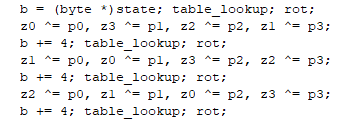 b = (byte *)state; table_lookup; rot;
z0 ^= p0, z3 ^= p1, z2 ^= p2, z1 ^= p3;
b += 4; table_lookup; rot;
z1 ^= p0, z0 ^= p1, z3 ^= p2, z2 ^= p3;
b += 4; table_lookup; rot;
z2 ^= p0, z1 ^= p1, z0 ^= p2, z3 ^= p3;
b += 4; table_lookup; rot;